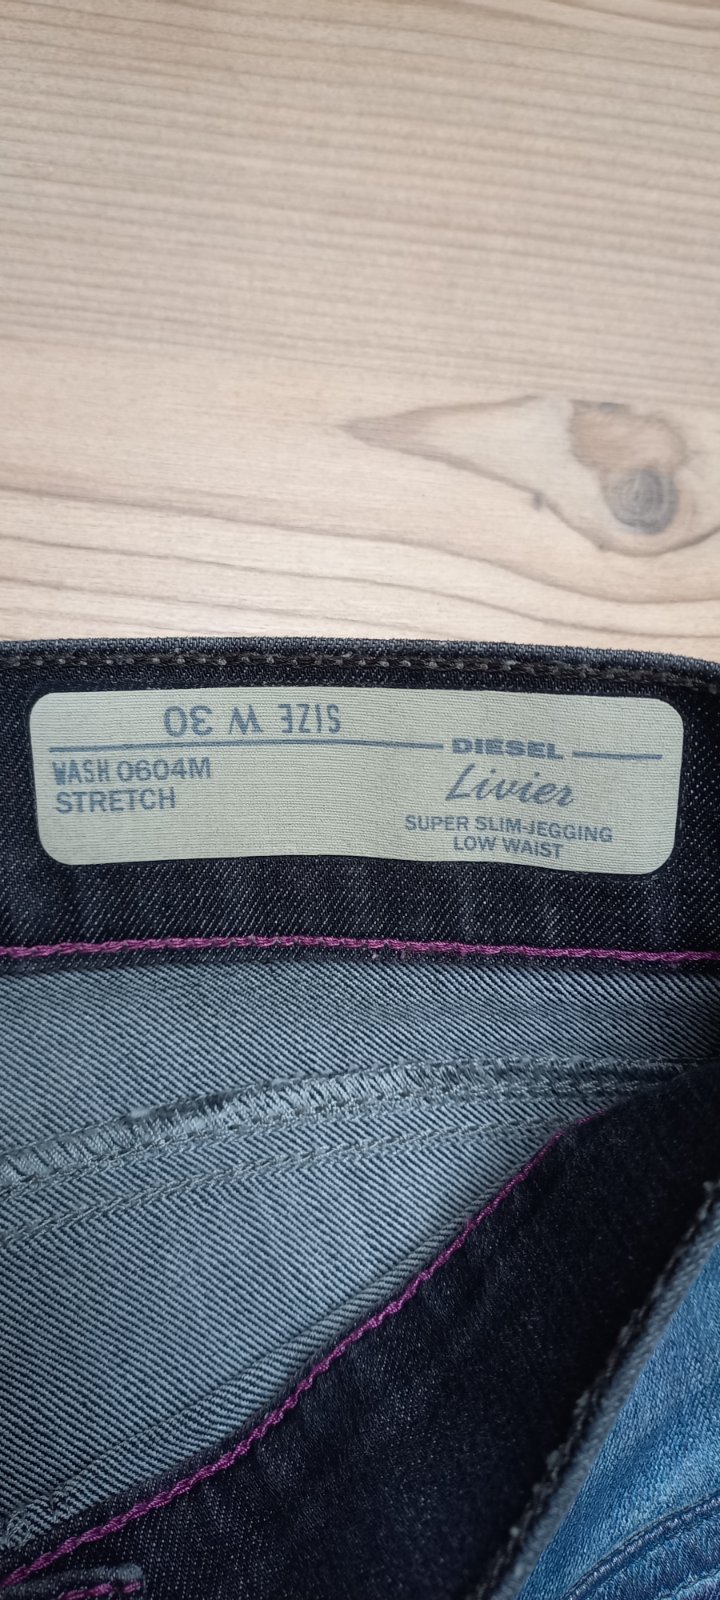 SIZE W 30
DIESEL
WASH 0604M
STRETCH
Livier
SUPER SLIM-JEGGING
LOW WAIST